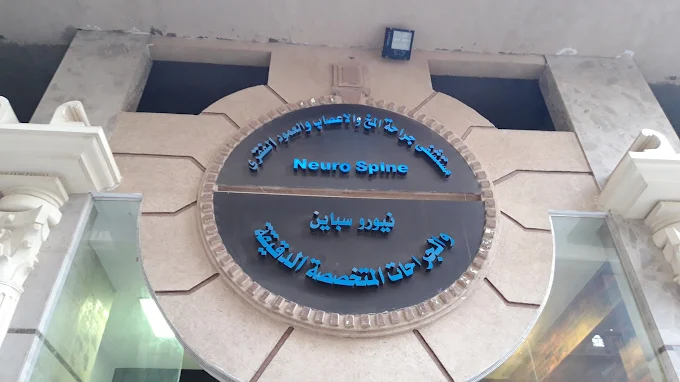 مستشفى جراحة المخ والاعصاب والعمود الفقري
Neuro Spine
نيورو سباين
والجراحات المتخصصة الدقيقة